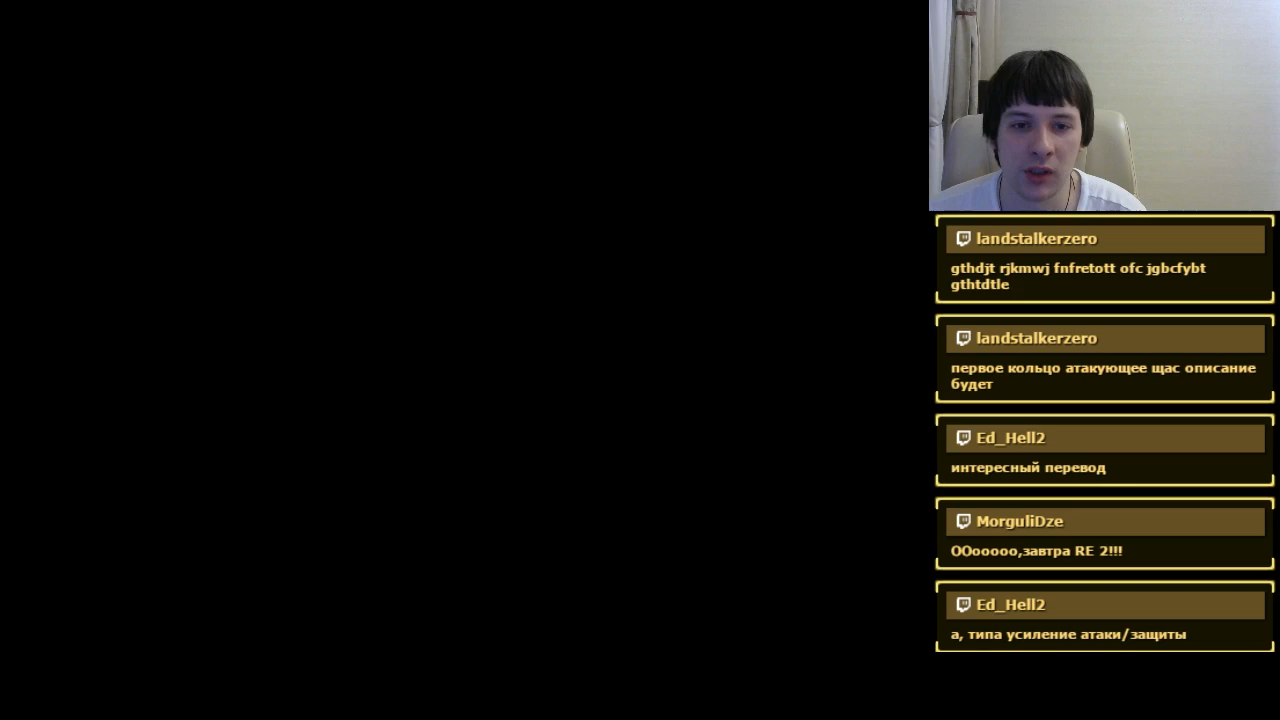 landstalkerzero
gthdjt rjkmwj fnfretott ofc jgbcfybt
gthtdtle
landstalkerzero
первое кольцо атакующее щас описание
будет
Ed_Hell2
интересный перевод
MorguliDze
ООооооо,завтра RE 2!!!
Ed_Hell2
а, типа усиление атаки/защиты